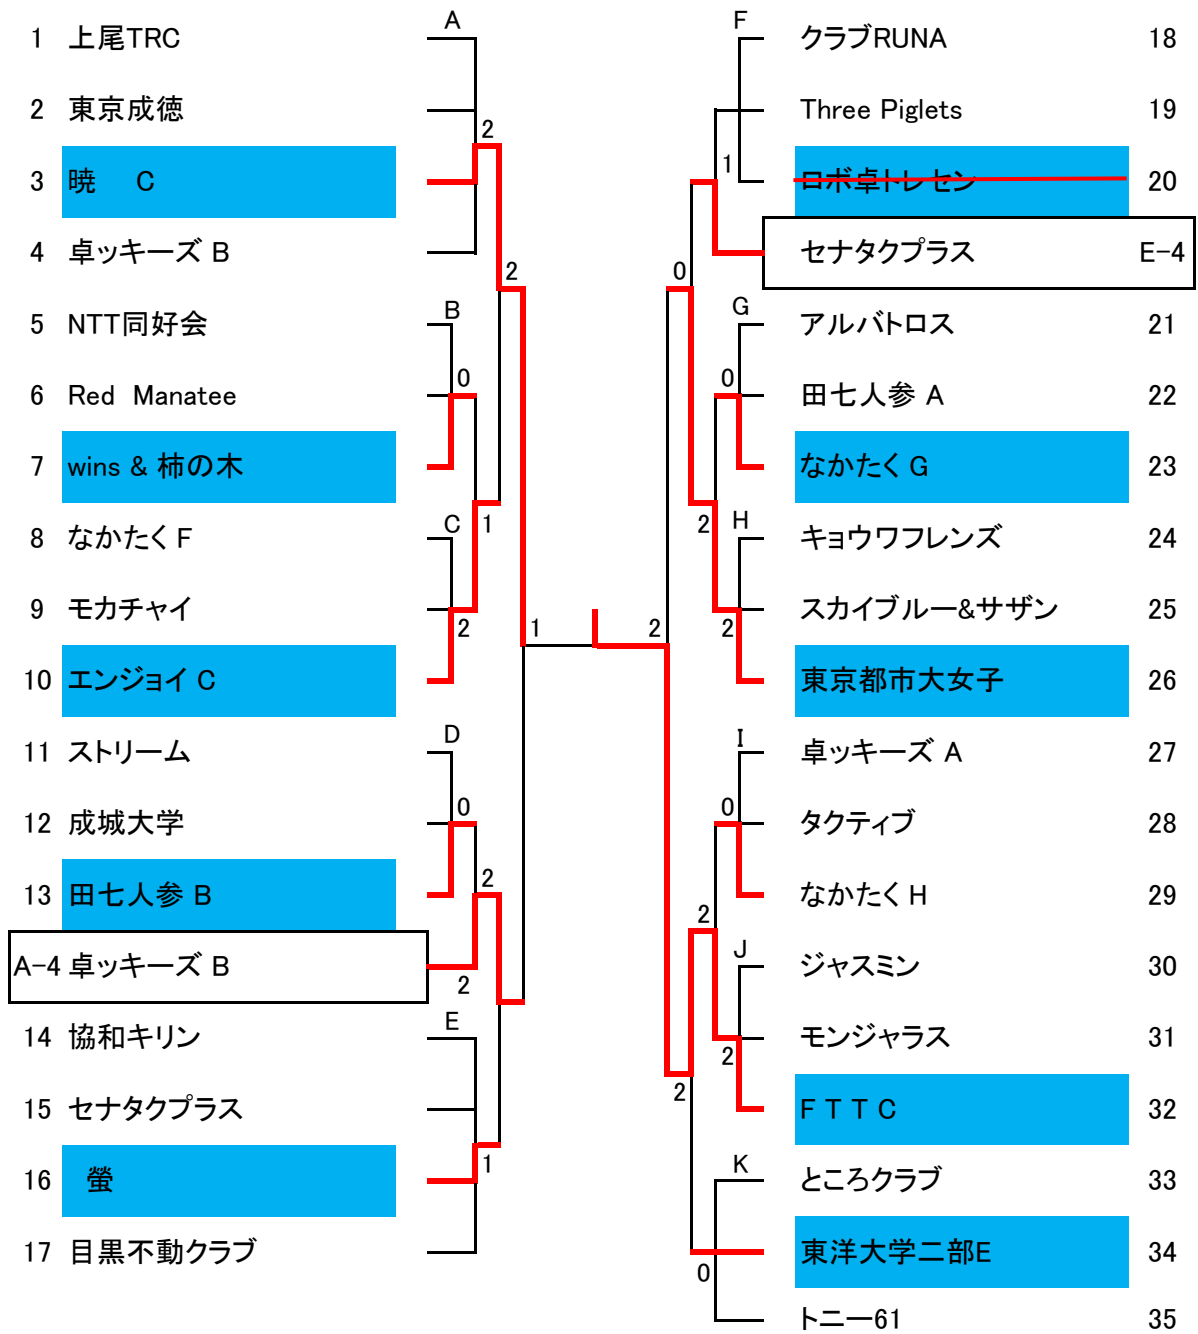 A
1 上尾TRC
2 東京成徳
2
3 暁 C
4 卓ッキーズ B
2
B
5 NTT同好会
0
6 Red Manatee
7 wins & 柿の木
C
1
8 なかたく F
9 モカチャイ
2
1
10 エンジョイ C
D
11 ストリーム
0
12 成城大学
2
13 田七人参 B
A-4 卓ッキーズ B
2
E
14 協和キリン
15 セナタクプラス
1
16 螢
17 目黒不動クラブ
F
クラブRUNA 18
Three Piglets 19
1
ロボ卓トレセン 20
セナタクプラス E-4
0
G
アルバトロス 21
0
田七人参 A 22
なかたく G 23
2
H
キョウワフレンズ 24
スカイブルー&サザン 25
2
2
東京都市大女子 26
I
卓ッキーズ A 27
0
タクティブ 28
なかたく H 29
2
J
ジャスミン 30
モンジャラス 31
2
2
F T T C 32
K
ところクラブ 33
東洋大学二部E 34
0
トニー61 35